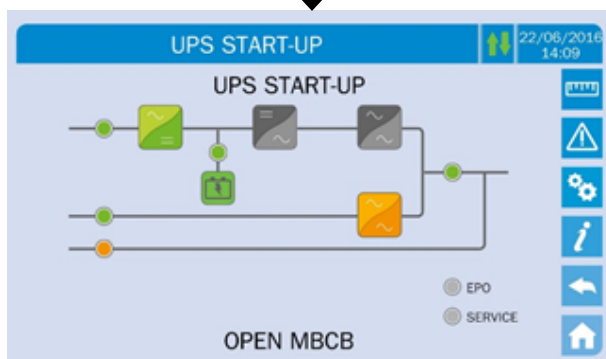 UPS START-UP
22/06/2016
14:09
UPS START-UP
EPO
SERVICE
OPEN MBCB